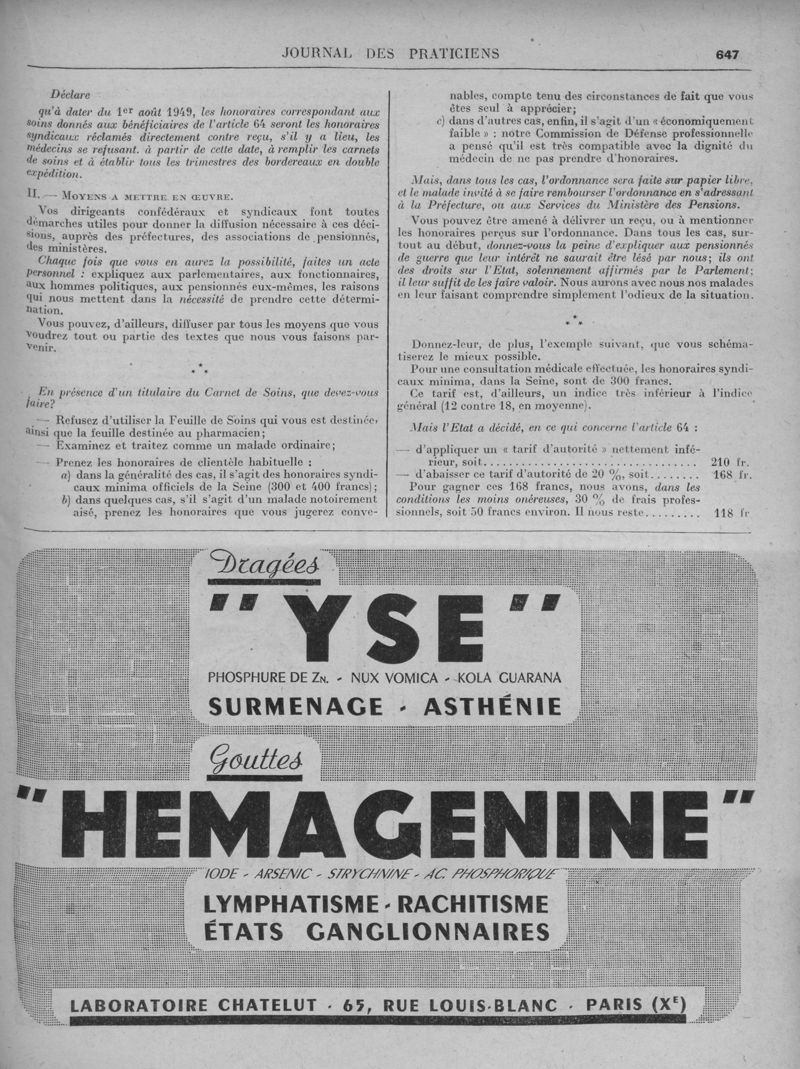 JOURNAL DES PRATICIENS 647
Déclare
qu'à dater du 1er août 1949, les honoraires correspondant aux
soins donnés aux bénéficiaires de l'article 64 seront les honoraires
syndicaux réclamés directement contre reçu, s'il y a lieu, les
médecins se refusant, à partir de cette date, à remplir les carnets
de soins et à établir tous les trimestres des bordereaux en double
expédition.
II. — MOYENS A METTRE EN ŒUVRE.
Vos dirigeants confédéraux et syndicaux font toutes
démarches utiles pour donner la diffusion nécessaire à ces déci-
sions, auprès des préfectures, des associations de pensionnés,
des ministères.
Chaque fois que vous en aurez la possibilité, faites un acte
personnel : expliquez aux parlementaires, aux fonctionnaires,
aux hommes politiques, aux pensionnés eux-mêmes, les raisons
qui nous mettent dans la nécessité de prendre cette détermi-
nation.
Vous pouvez, d'ailleurs, diffuser par tous les moyens que vous
voudrez tout ou partie des textes que nous vous faisons par-
venir.
* * *
En présence d'un titulaire du Carnet de Soins, que devez-vous
faire?
— Refusez d'utiliser la Feuille de Soins qui vous est destinée,
ainsi que la feuille destinée au pharmacien;
— Examinez et traitez comme un malade ordinaire;
— Prenez les honoraires de clientèle habituelle :
a) dans la généralité des cas, il s'agit des honoraires syndi-
caux minima officiels de la Seine (300 et 400 francs);
b) dans quelques cas, s'il s'agit d'un malade notoirement
aisé, prenez les honoraires que vous jugerez conve-
nables, compte tenu des circonstances de fait que vous
êtes seul à apprécier;
c) dans d'autres cas, enfin, il s'agit d'un « économiquement
faible » : notre Commission de Défense professionnelle
a pensé qu'il est très compatible avec la dignité du
médecin de ne pas prendre d'honoraires.
Mais, dans tous les cas, l'ordonnance sera faite sur papier libre,
et le malade invité à se faire rembourser l'ordonnance en s'adressant
à la Préfecture, ou aux Services du Ministère des Pensions.
Vous pouvez être amené à délivrer un reçu, ou à mentionner
les honoraires perçus sur l'ordonnance. Dans tous les cas, sur-
tout au début, donnez-vous la peine d'expliquer aux pensionnés
de guerre que leur intérêt ne saurait être lésé par nous; ils ont
des droits sur l'Etat, solennement affirmés par le Parlement;
il leur suffit de les faire valoir. Nous aurons avec nous nos malades
en leur faisant comprendre simplement l'odieux de la situation.
* * *
Donnez-leur, de plus, l'exemple suivant, que vous schéma-
tiserez le mieux possible.
Pour une consultation médicale effectuée, les honoraires syndi-
caux minima, dans la Seine, sont de 300 francs.
Ce tarif est, d'ailleurs, un indice très inférieur à l'indice
général (12 contre 18, en moyenne).
Mais l'Etat a décidé, en ce qui concerne l'article 64 :
— d'appliquer un « tarif d'autorité » nettement infé-
rieur, soit................................ 210 fr.
— d'abaisser ce tarif d'autorité de 20 %, soit........ 168 fr.
Pour gagner ces 168 francs, nous avons, dans les
conditions les moins onéreuses, 30 % de frais profes-
sionnels, soit 50 francs environ. Il nous reste......... 118 fr
Dragées
"YSE"
PHOSPHURE DE ZN. - NUX VOMICA - KOLA GUARANA
SURMENAGE - ASTHÉNIE
Gouttes
"HEMAGENINE"
IODE - ARSENIC - STRYCHNINE - AC. PHOSPHORIQUE
LYMPHATISME - RACHITISME
ÉTATS GANGLIONNAIRES
LABORATOIRE CHATELUT - 65, RUE LOUIS-BLANC - PARIS (XE)